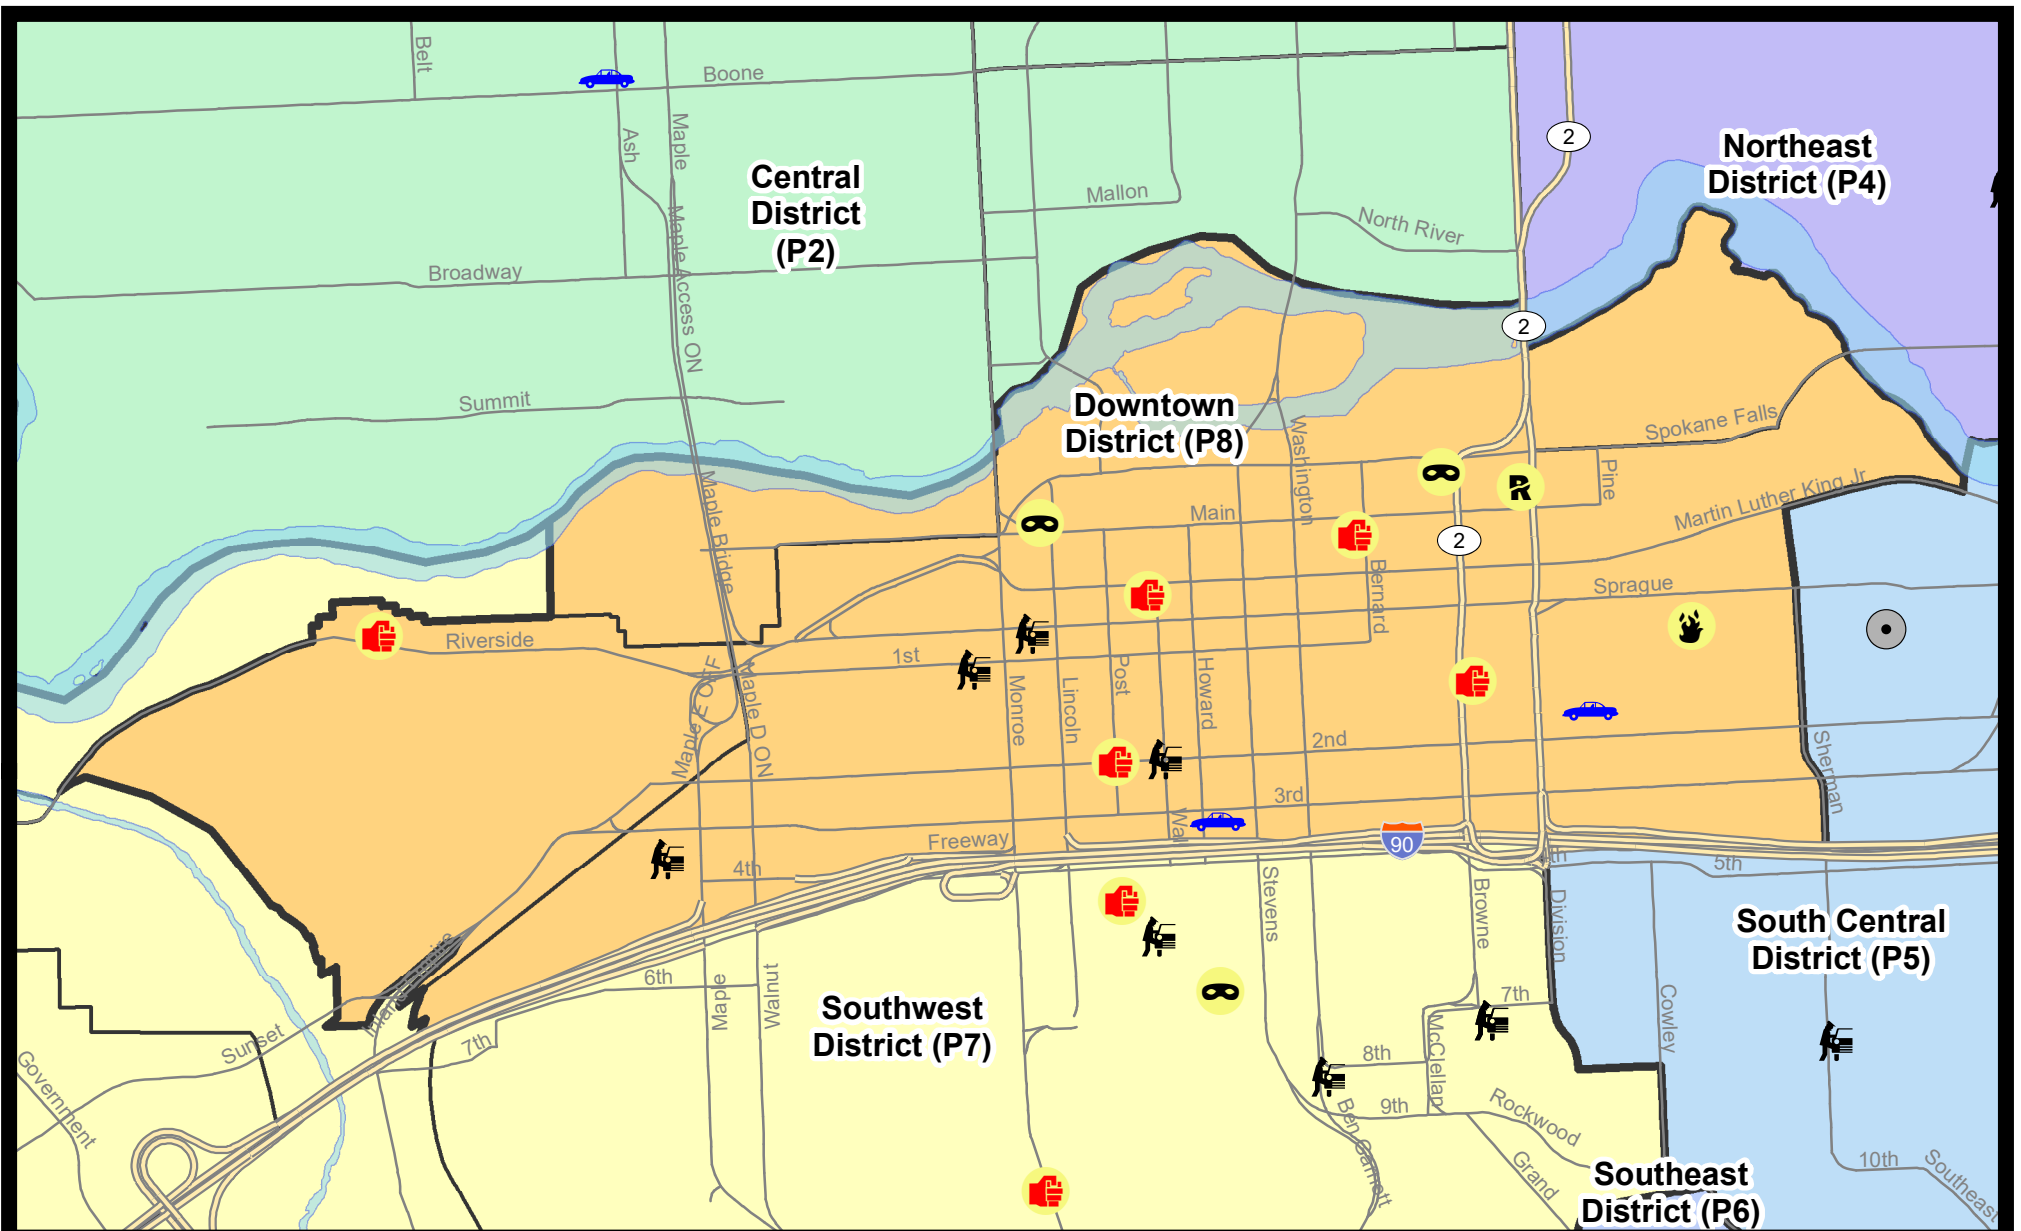 Belt
Boone
Ash
Maple
2
Northeast
District (P4)
Central
District
(P2)
Mallon
North River
Maple Access ON
Broadway
2
Summit
Downtown
District (P8)
Spokane Falls
Washington
Pine
Maple Bridge
Main
Martin Luther King Jr
R
2
Bernard
Sprague
Riverside
1st
Maple E OFF
Maple D ON
Monroe
Lincoln
Post
Howard
2nd
Sherman
3rd
Wal
Freeway
90
4th
4th
5th
Stevens
Browne
Division
South Central
District (P5)
6th
Maple
Walnut
Southwest
District (P7)
7th
McClellan
Cowley
Sunset
7th
8th
Government
9th
Ben Garnett
Rockwood
Grand
10th
Southeast
Southeast
District (P6)